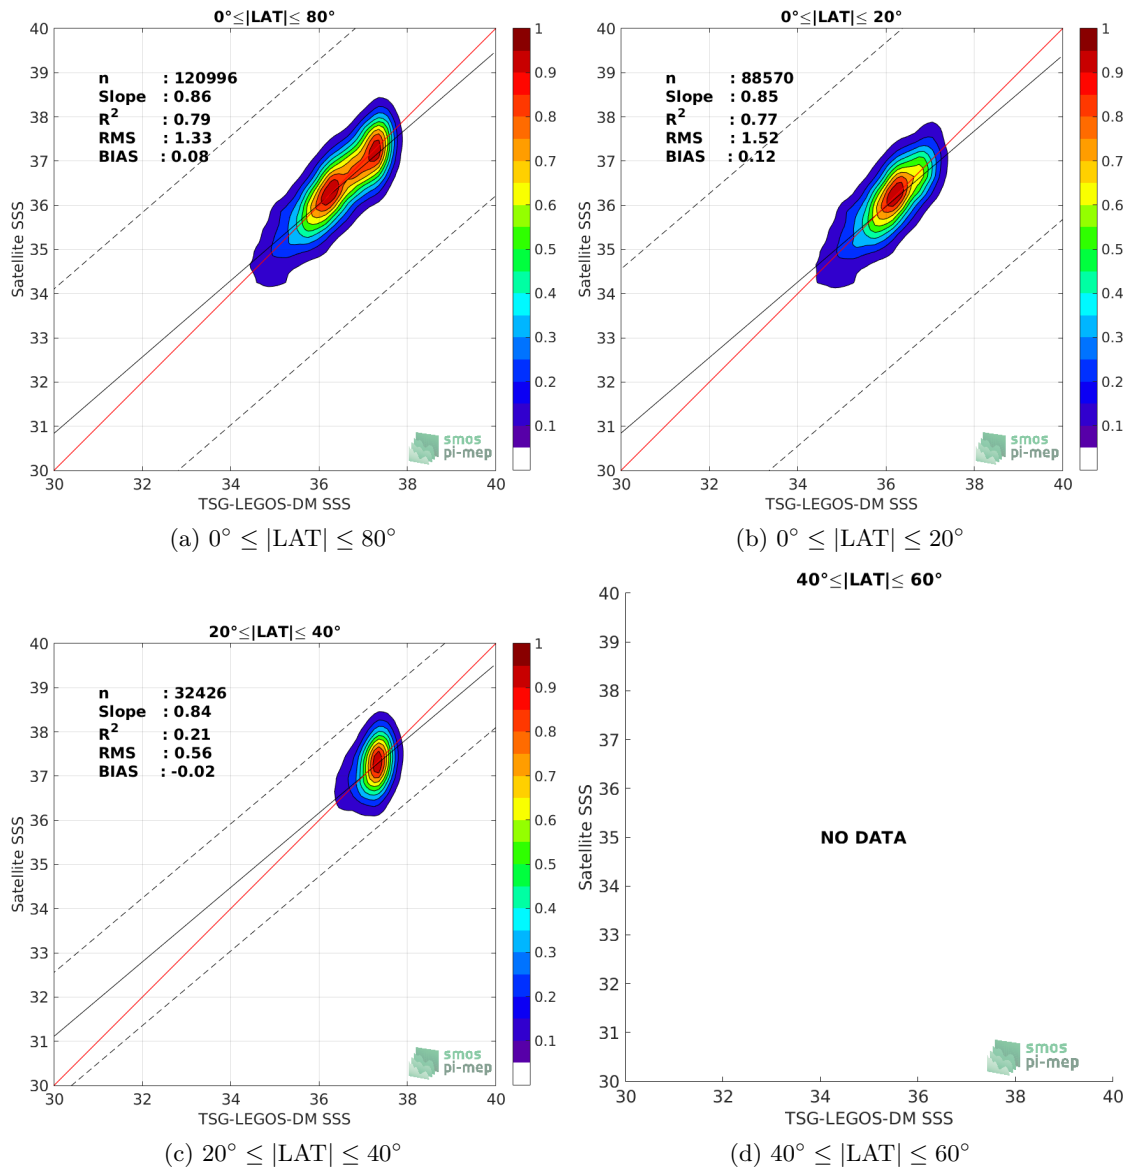 0°≤|LAT|≤ 80°
n : 120996
Slope : 0.86
R2 : 0.79
RMS : 1.33
BIAS : 0.08
Satellite SSS
40
39
38
37
36
35
34
33
32
31
30
30 32 34 36 38 40
TSG-LEGOS-DM SSS
1
0.9
0.8
0.7
0.6
0.5
0.4
0.3
0.2
0.1
smos
pi-mep
(a) 0° ≤ |LAT| ≤ 80°
0°≤|LAT|≤ 20°
n : 88570
Slope : 0.85
R2 : 0.77
RMS : 1.52
BIAS : 0.12
Satellite SSS
40
39
38
37
36
35
34
33
32
31
30
30 32 34 36 38 40
TSG-LEGOS-DM SSS
1
0.9
0.8
0.7
0.6
0.5
0.4
0.3
0.2
0.1
smos
pi-mep
(b) 0° ≤ |LAT| ≤ 20°
20°≤|LAT|≤ 40°
n : 32426
Slope : 0.84
R2 : 0.21
RMS : 0.56
BIAS : -0.02
Satellite SSS
40
39
38
37
36
35
34
33
32
31
30
30 32 34 36 38 40
TSG-LEGOS-DM SSS
1
0.9
0.8
0.7
0.6
0.5
0.4
0.3
0.2
0.1
smos
pi-mep
(c) 20° ≤ |LAT| ≤ 40°
40°≤|LAT|≤ 60°
NO DATA
Satellite SSS
40
39
38
37
36
35
34
33
32
31
30
30 32 34 36 38 40
TSG-LEGOS-DM SSS
smos
pi-mep
(d) 40° ≤ |LAT| ≤ 60°